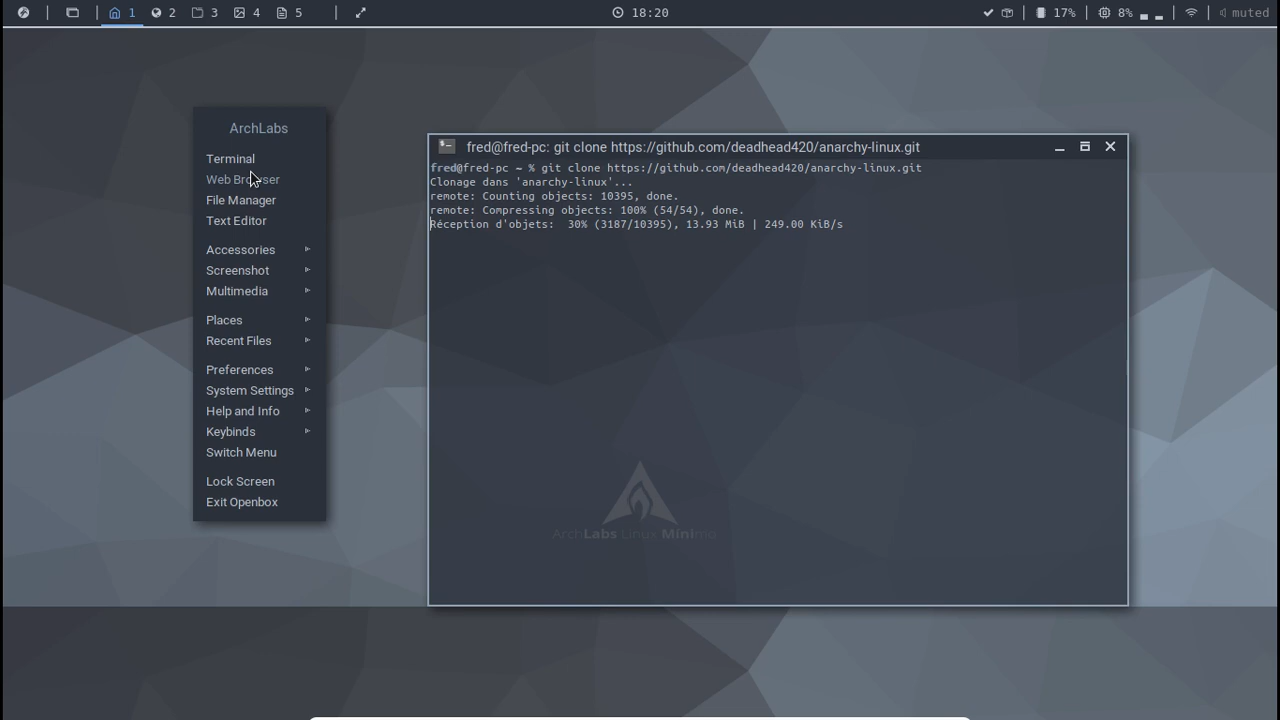 1 2 3 4 5 18:20 17% 8% muted
ArchLabs
Terminal
Web Browser
File Manager
Text Editor
Accessories
Screenshot
Multimedia
Places
Recent Files
Preferences
System Settings
Help and Info
Keybinds
Switch Menu
Lock Screen
Exit Openbox
fred@fred-pc: git clone https://github.com/deadhead420/anarchy-linux.git
fred@fred-pc ~ % git clone https://github.com/deadhead420/anarchy-linux.git
Clonage dans 'anarchy-linux'...
remote: Counting objects: 10395, done.
remote: Compressing objects: 100% (54/54), done.
Réception d'objets:  30% (3187/10395), 13.93 MiB | 249.00 KiB/s
ArchLabs Linux Minimo